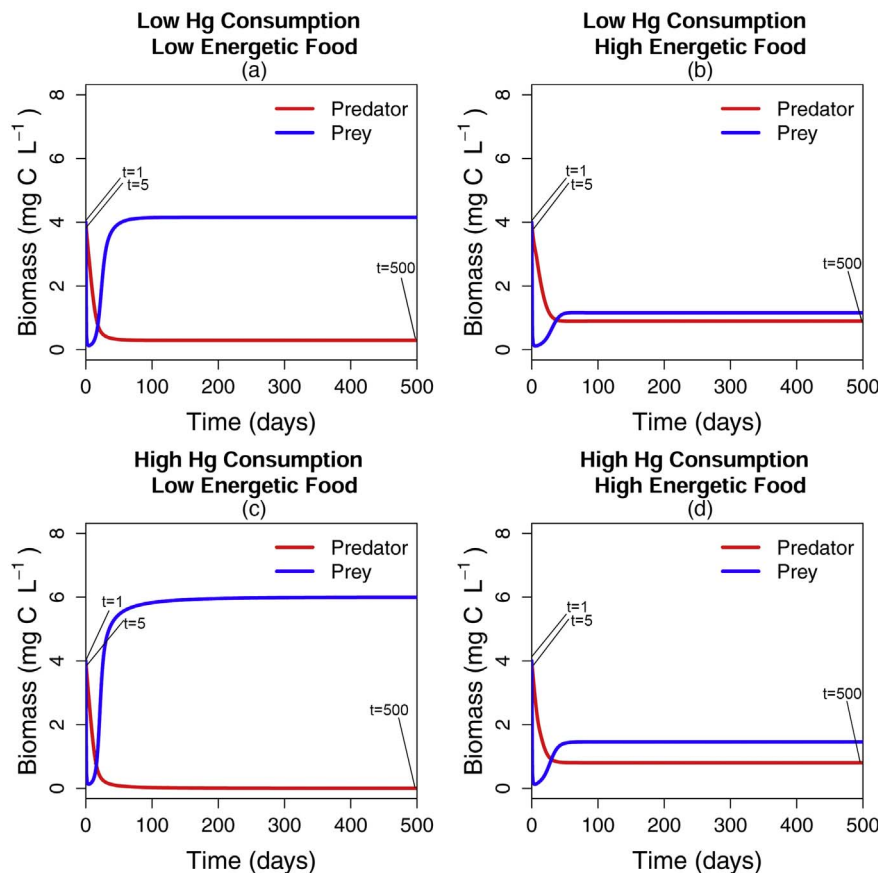 Low Hg Consumption
Low Energetic Food
(a)
Biomass (mg C L⁻¹)
8
6
4
2
0
Predator
Prey
t=1
t=5
t=500
0 100 200 300 400 500
Time (days)
Low Hg Consumption
High Energetic Food
(b)
Biomass (mg C L⁻¹)
8
6
4
2
0
Predator
Prey
t=1
t=5
t=500
0 100 200 300 400 500
Time (days)
High Hg Consumption
Low Energetic Food
(c)
Biomass (mg C L⁻¹)
8
6
4
2
0
Predator
Prey
t=1
t=5
t=500
0 100 200 300 400 500
Time (days)
High Hg Consumption
High Energetic Food
(d)
Biomass (mg C L⁻¹)
8
6
4
2
0
Predator
Prey
t=1
t=5
t=500
0 100 200 300 400 500
Time (days)